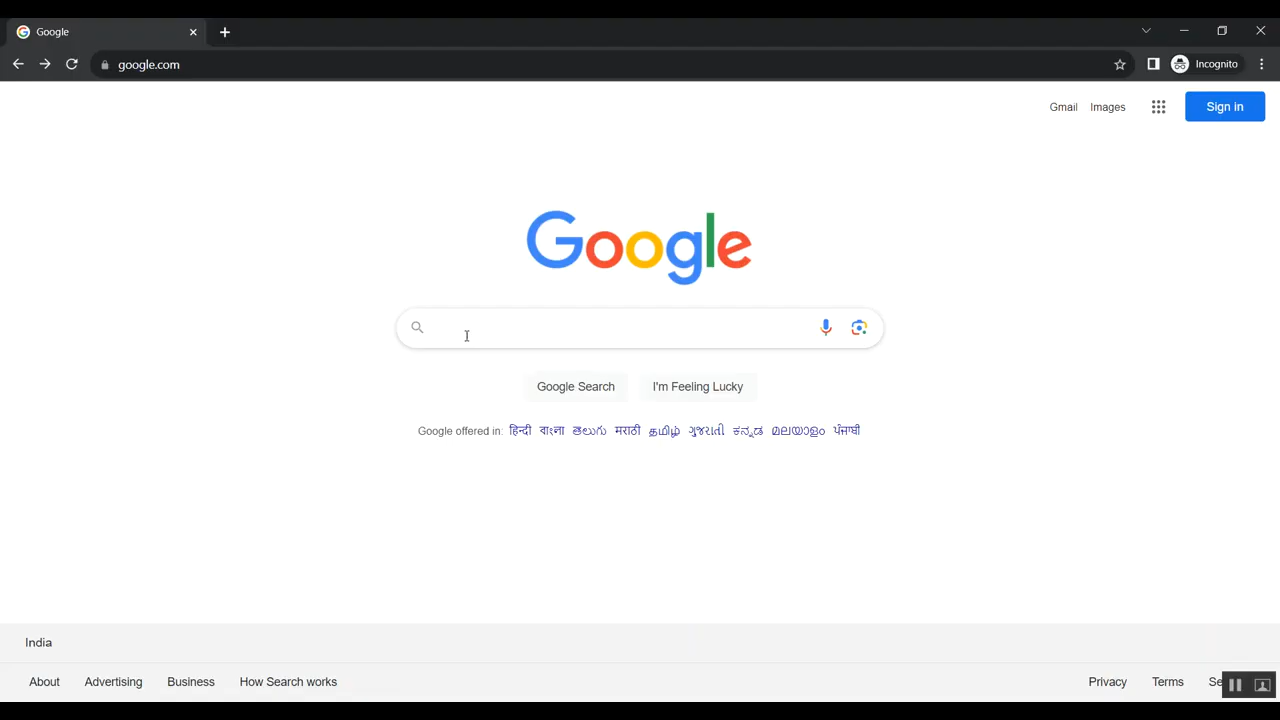 Google
google.com
Incognito
Gmail Images Sign in
Google
Google Search I'm Feeling Lucky
Google offered in: हिन्दी বাংলা తెలుగు मराठी தமிழ் ગુજરાતી ಕನ್ನಡ മലയാളം ਪੰਜਾਬੀ
India
About Advertising Business How Search works Privacy Terms